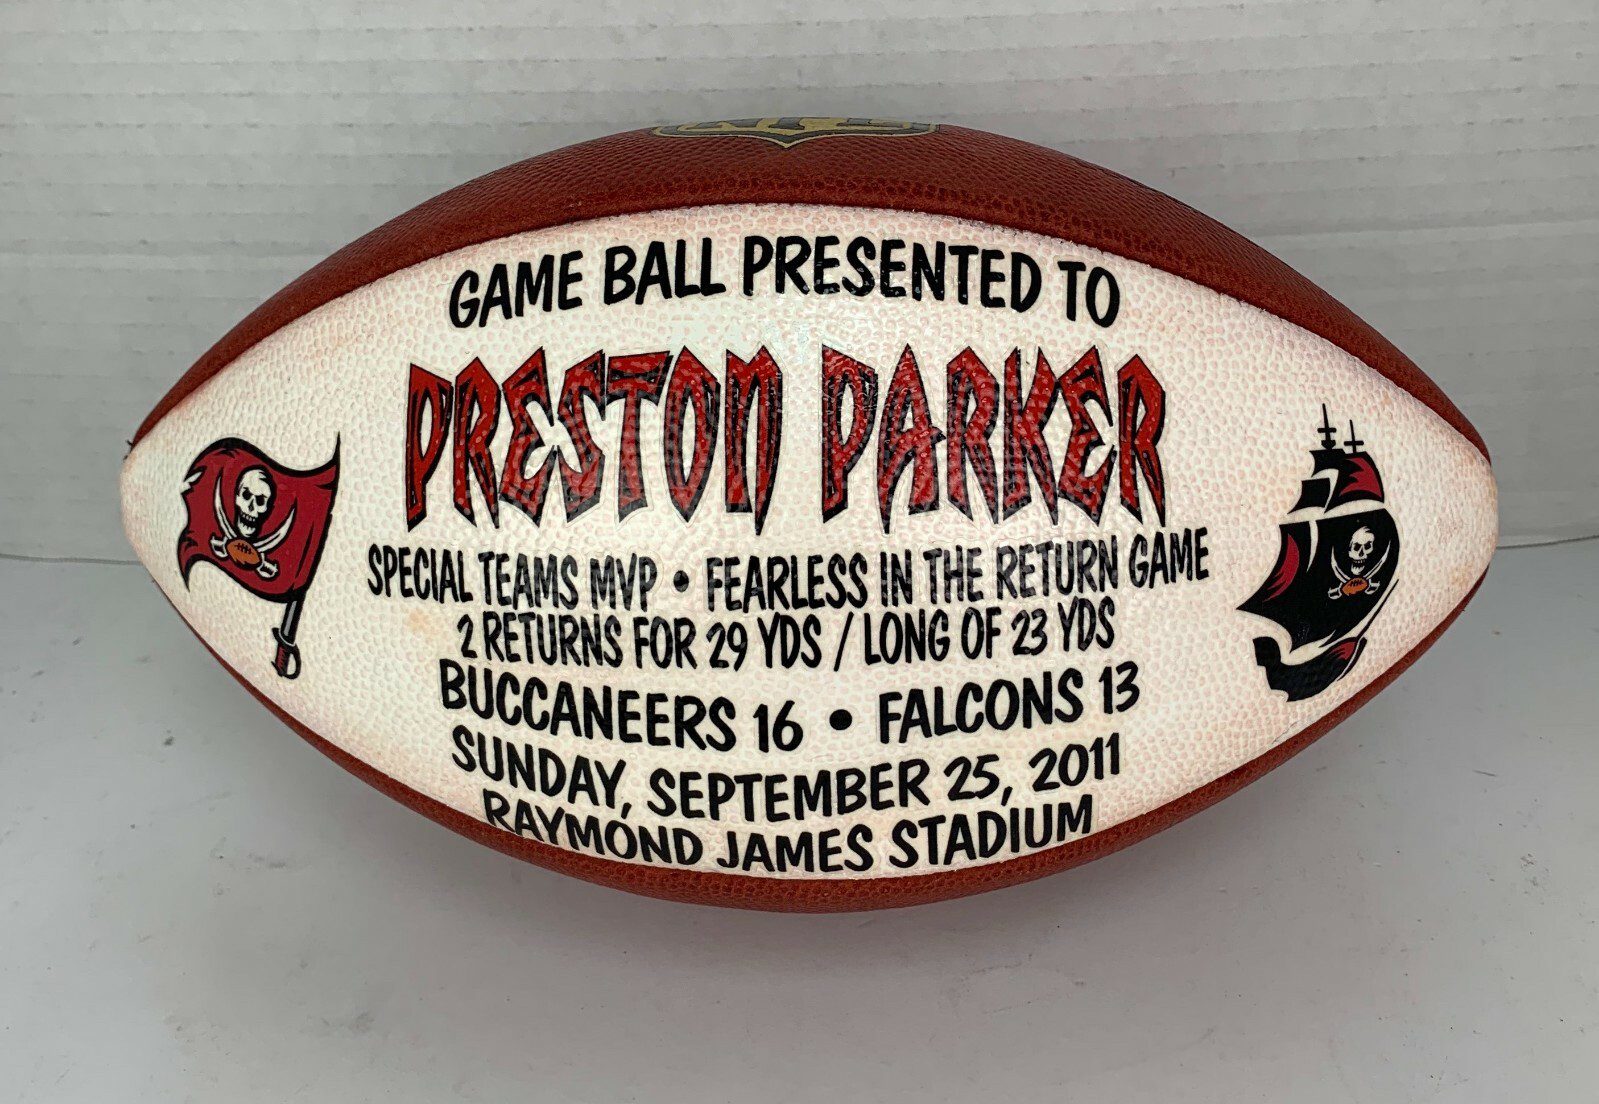 GAME BALL PRESENTED TO
PRESTON PARKER
SPECIAL TEAMS MVP • FEARLESS IN THE RETURN GAME
2 RETURNS FOR 29 YDS / LONG OF 23 YDS
BUCCANEERS 16 • FALCONS 13
SUNDAY, SEPTEMBER 25, 2011
RAYMOND JAMES STADIUM